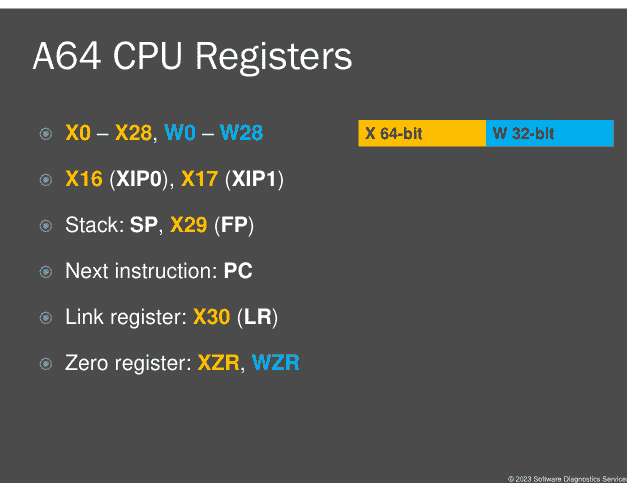 A64 CPU Registers
X0 – X28, W0 – W28
X 64-bit
W 32-bit
X16 (XIP0), X17 (XIP1)
Stack: SP, X29 (FP)
Next instruction: PC
Link register: X30 (LR)
Zero register: XZR, WZR
© 2023 Software Diagnostics Service